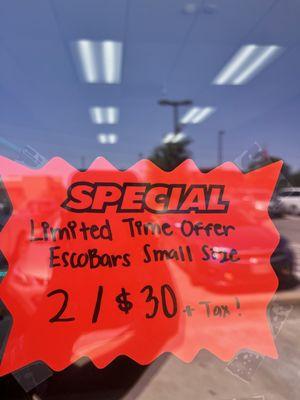 SPECIAL
Limited Time Offer
EscoBars Small Size
2/$30 + Tax!